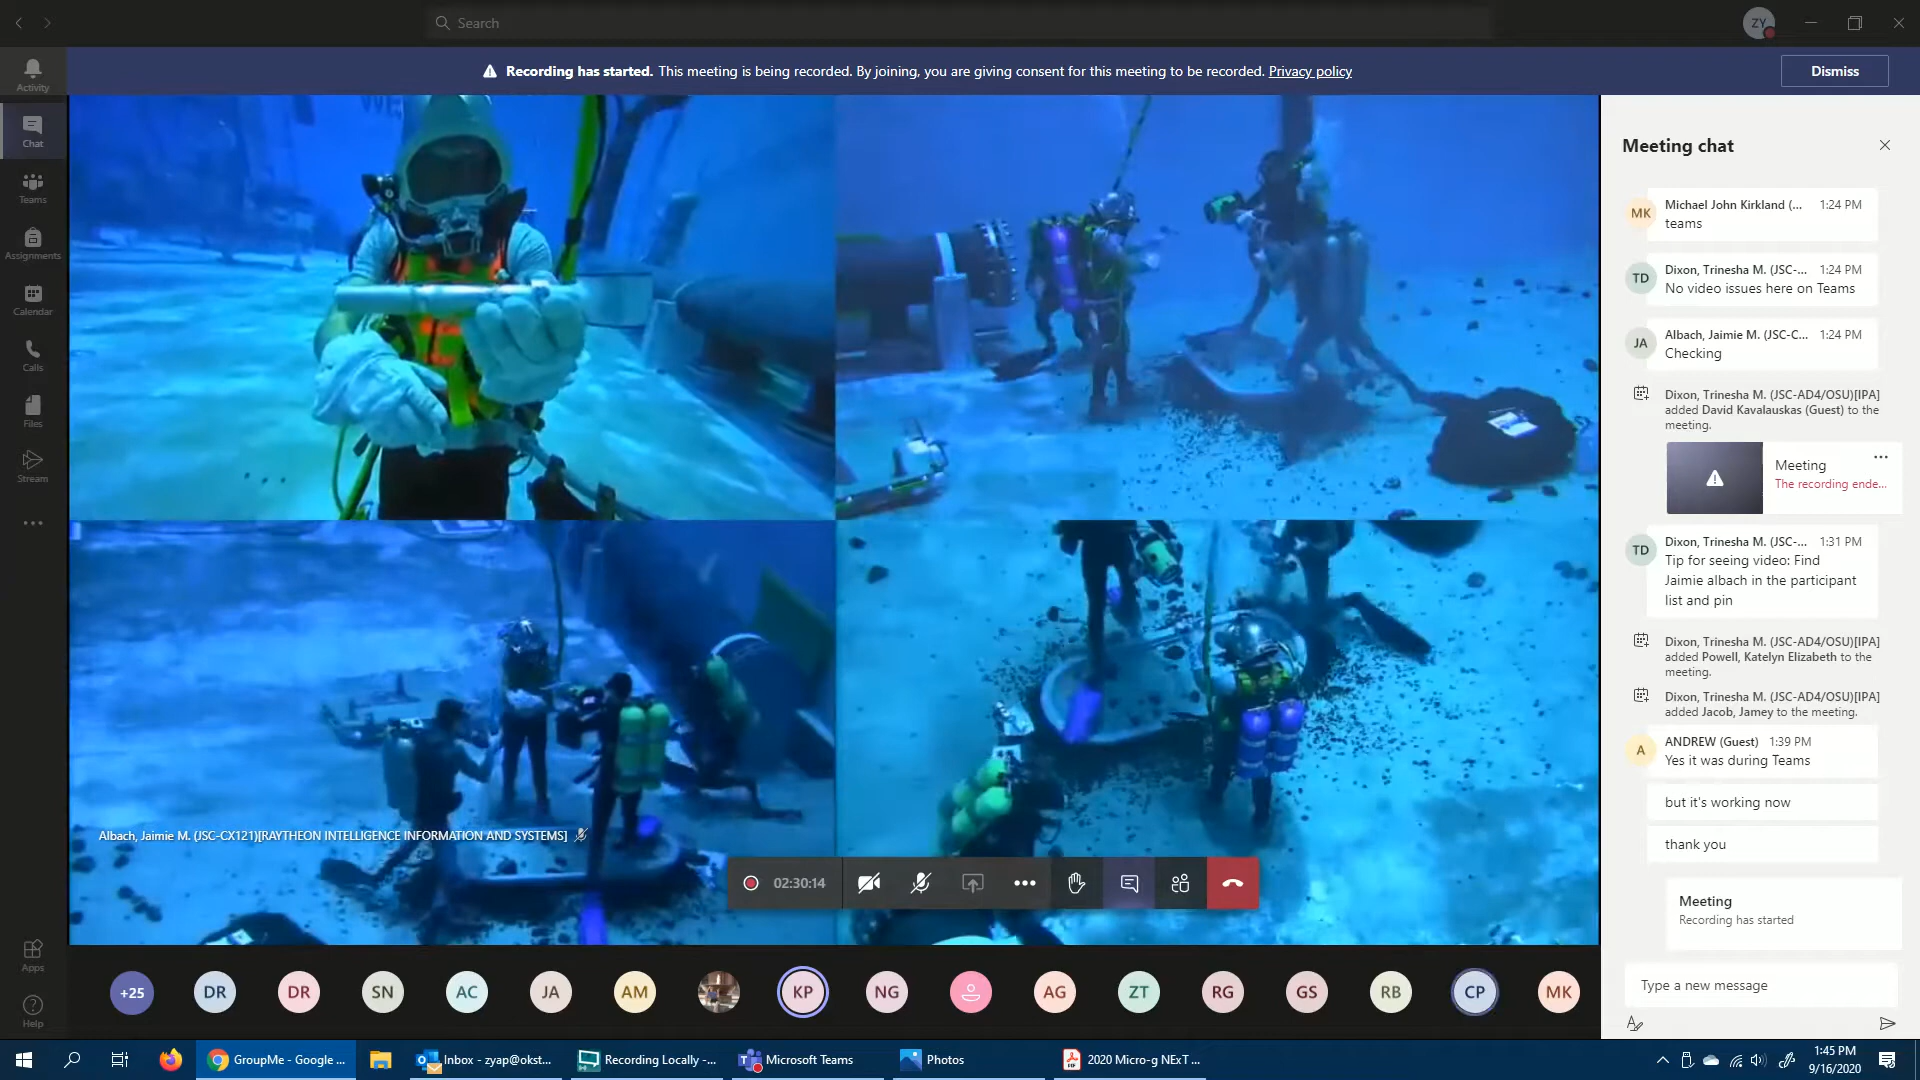 Search
ZY
Recording has started. This meeting is being recorded. By joining, you are giving consent for this meeting to be recorded. Privacy policy
Dismiss
Activity
Chat
Teams
Assignments
Calendar
Calls
Files
Stream
Apps
Help
Albach, Jaimie M. (JSC-CX121)[RAYTHEON INTELLIGENCE INFORMATION AND SYSTEMS]
02:30:14
+25
DR
DR
SN
AC
JA
AM
KP
NG
AG
ZT
RG
GS
RB
CP
MK
Meeting chat
MK
Michael John Kirkland (... 1:24 PM
teams
TD
Dixon, Trinesha M. (JSC-... 1:24 PM
No video issues here on Teams
JA
Albach, Jaimie M. (JSC-C... 1:24 PM
Checking
Dixon, Trinesha M. (JSC-AD4/OSU)[IPA]
added David Kavalauskas (Guest) to the
meeting.
Meeting
The recording ende...
TD
Dixon, Trinesha M. (JSC-... 1:31 PM
Tip for seeing video: Find
Jaimie albach in the participant
list and pin
Dixon, Trinesha M. (JSC-AD4/OSU)[IPA]
added Powell, Katelyn Elizabeth to the
meeting.
Dixon, Trinesha M. (JSC-AD4/OSU)[IPA]
added Jacob, Jamey to the meeting.
A
ANDREW (Guest) 1:39 PM
Yes it was during Teams
but it's working now
thank you
Meeting
Recording has started
Type a new message
GroupMe - Google ...
Inbox - zyap@okst...
Recording Locally -...
Microsoft Teams
Photos
2020 Micro-g NExT ...
1:45 PM
9/16/2020